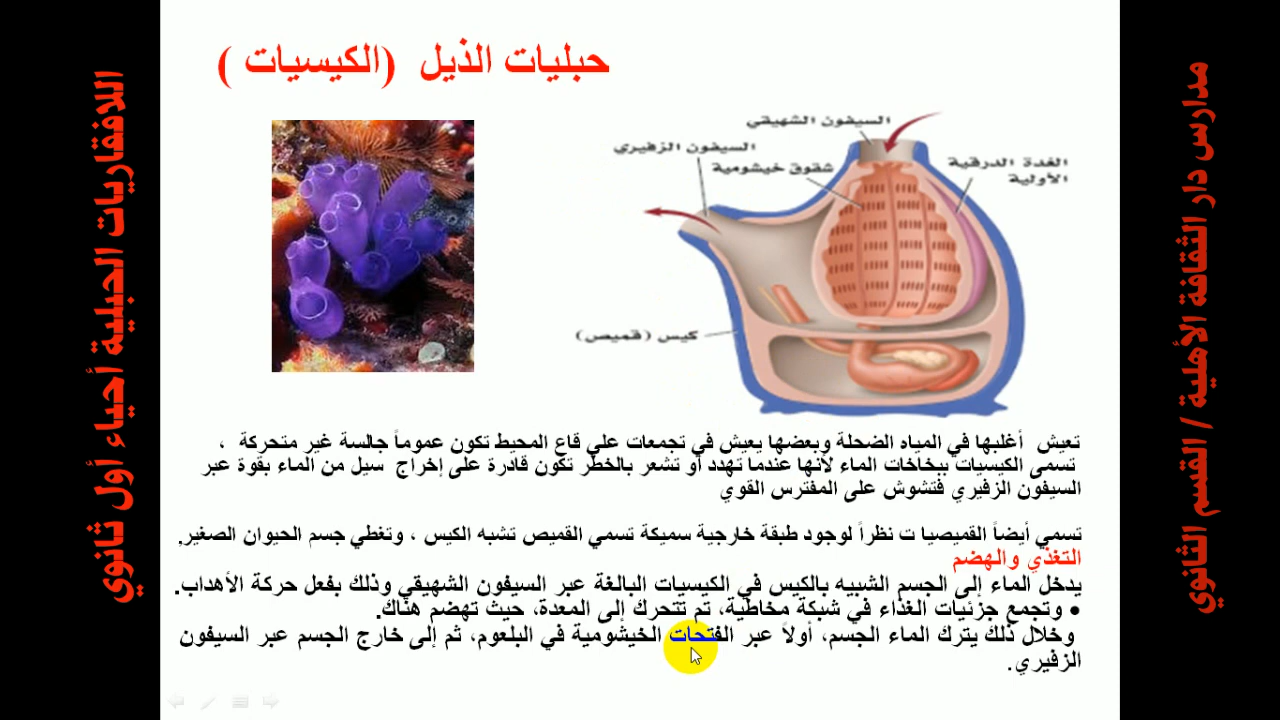 حبليات الذيل (الكيسيات )
السيفون الشهيقي
السيفون الزفيري
شقوق خيشومية
الغدة الدرقية
الأولية
كيس (قميص)
تعيش أغلبها في المياه الضحلة وبعضها يعيش في تجمعات علي قاع المحيط تكون عموماً جالسة غير متحركة ،
تسمى الكيسيات ببخاخات الماء لأنها عندما تهدد أو تشعر بالخطر تكون قادرة على إخراج سيل من الماء بقوة عبر
السيفون الزفيري فتشوش على المفترس القوي
تسمي أيضاً القميصيا ت نظراً لوجود طبقة خارجية سميكة تسمي القميص تشبه الكيس ، وتغطي جسم الحيوان الصغير.
التغذي والهضم
يدخل الماء إلى الجسم الشبيه بالكيس في الكيسيات البالغة عبر السيفون الشهيقي وذلك بفعل حركة الأهداب.
• وتجمع جزئيات الغذاء في شبكة مخاطية، ثم تتحرك إلى المعدة، حيث تهضم هناك.
وخلال ذلك يترك الماء الجسم، أولاً عبر الفتحات الخيشومية في البلعوم، ثم إلى خارج الجسم عبر السيفون
الزفيري.
مدارس دار الثقافة الأهلية / القسم الثانوي
اللافقاريات الحبلية أحياء أول ثانوي